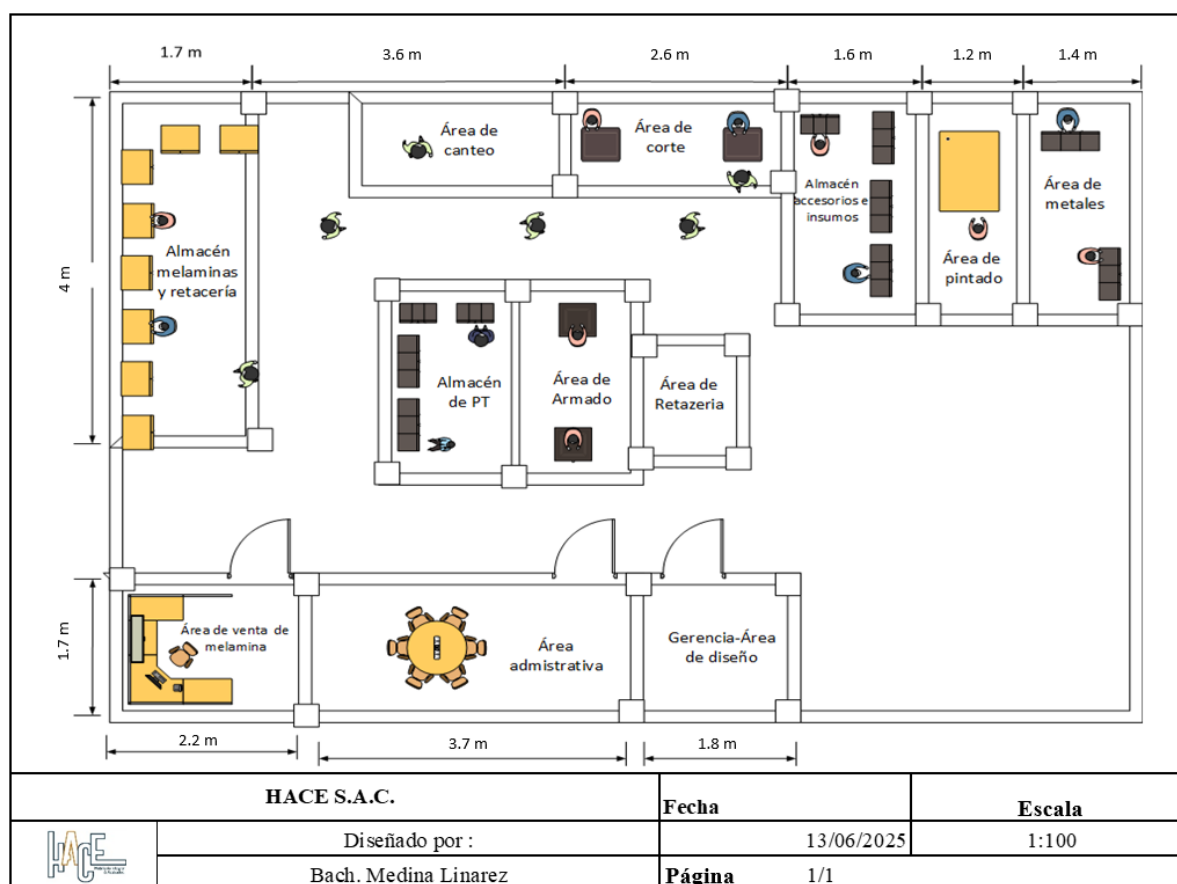 1.7 m
3.6 m
2.6 m
1.6 m
1.2 m
1.4 m
4 m
Área de
canteo
Área de
corte
Almacén
accesorios e
insumos
Área de
pintado
Área de
metales
Almacén
melaminas
y retacería
Almacén
de PT
Área de
Armado
Área de
Retazeria
1.7 m
Área de venta de
melamina
Área
admistrativa
Gerencia-Área
de diseño
2.2 m
3.7 m
1.8 m
HACE S.A.C.
Fecha
Escala
HACE
Diseñado por :
13/06/2025
1:100
Bach. Medina Linarez
Página
1/1